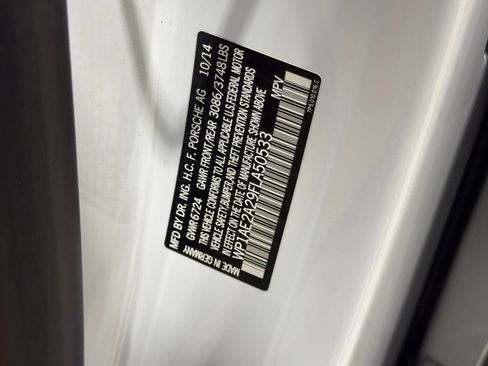 MFD BY DR. ING. H.C. F. PORSCHE AG 10/14
GVWR 6724 GAWR FRONT/REAR 3086/3748 LBS
THIS VEHICLE CONFORMS TO ALL APPLICABLE U.S. FEDERAL MOTOR
VEHICLE SAFETY, BUMPER, AND THEFT PREVENTION STANDARDS
IN EFFECT ON THE DATE OF MANUFACTURE SHOWN ABOVE
WP1AE2A29FLA50533 MPV
MADE IN GERMANY